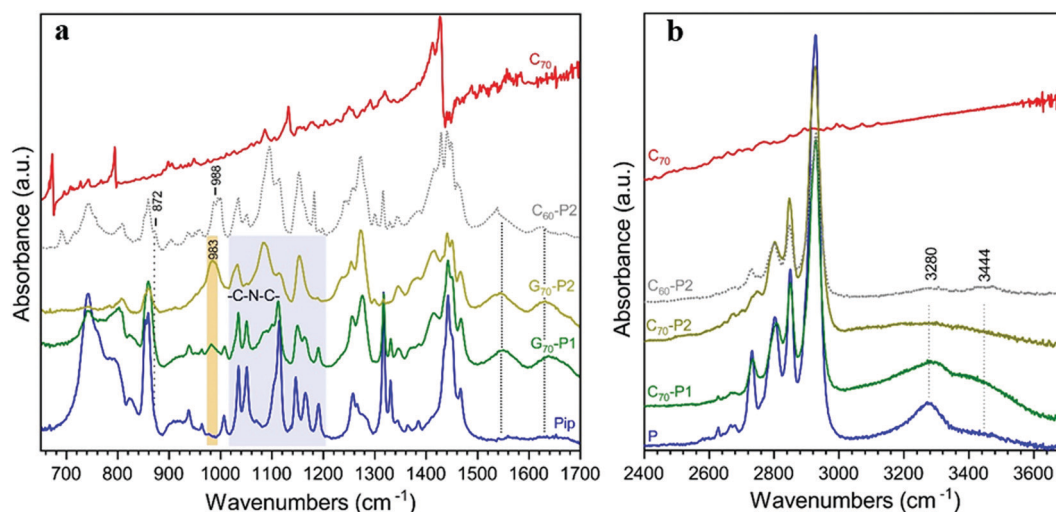 a
C70
– 872
– 988
C60-P2
983
G70-P2
-C-N-C-
G70-P1
Pip
Absorbance (a.u.)
700 800 900 1000 1100 1200 1300 1400 1500 1600 1700
Wavenumbers (cm-1)
b
C70
C60-P2
3280
3444
C70-P2
C70-P1
P
Absorbance (a.u.)
2400 2600 2800 3000 3200 3400 3600
Wavenumbers (cm-1)